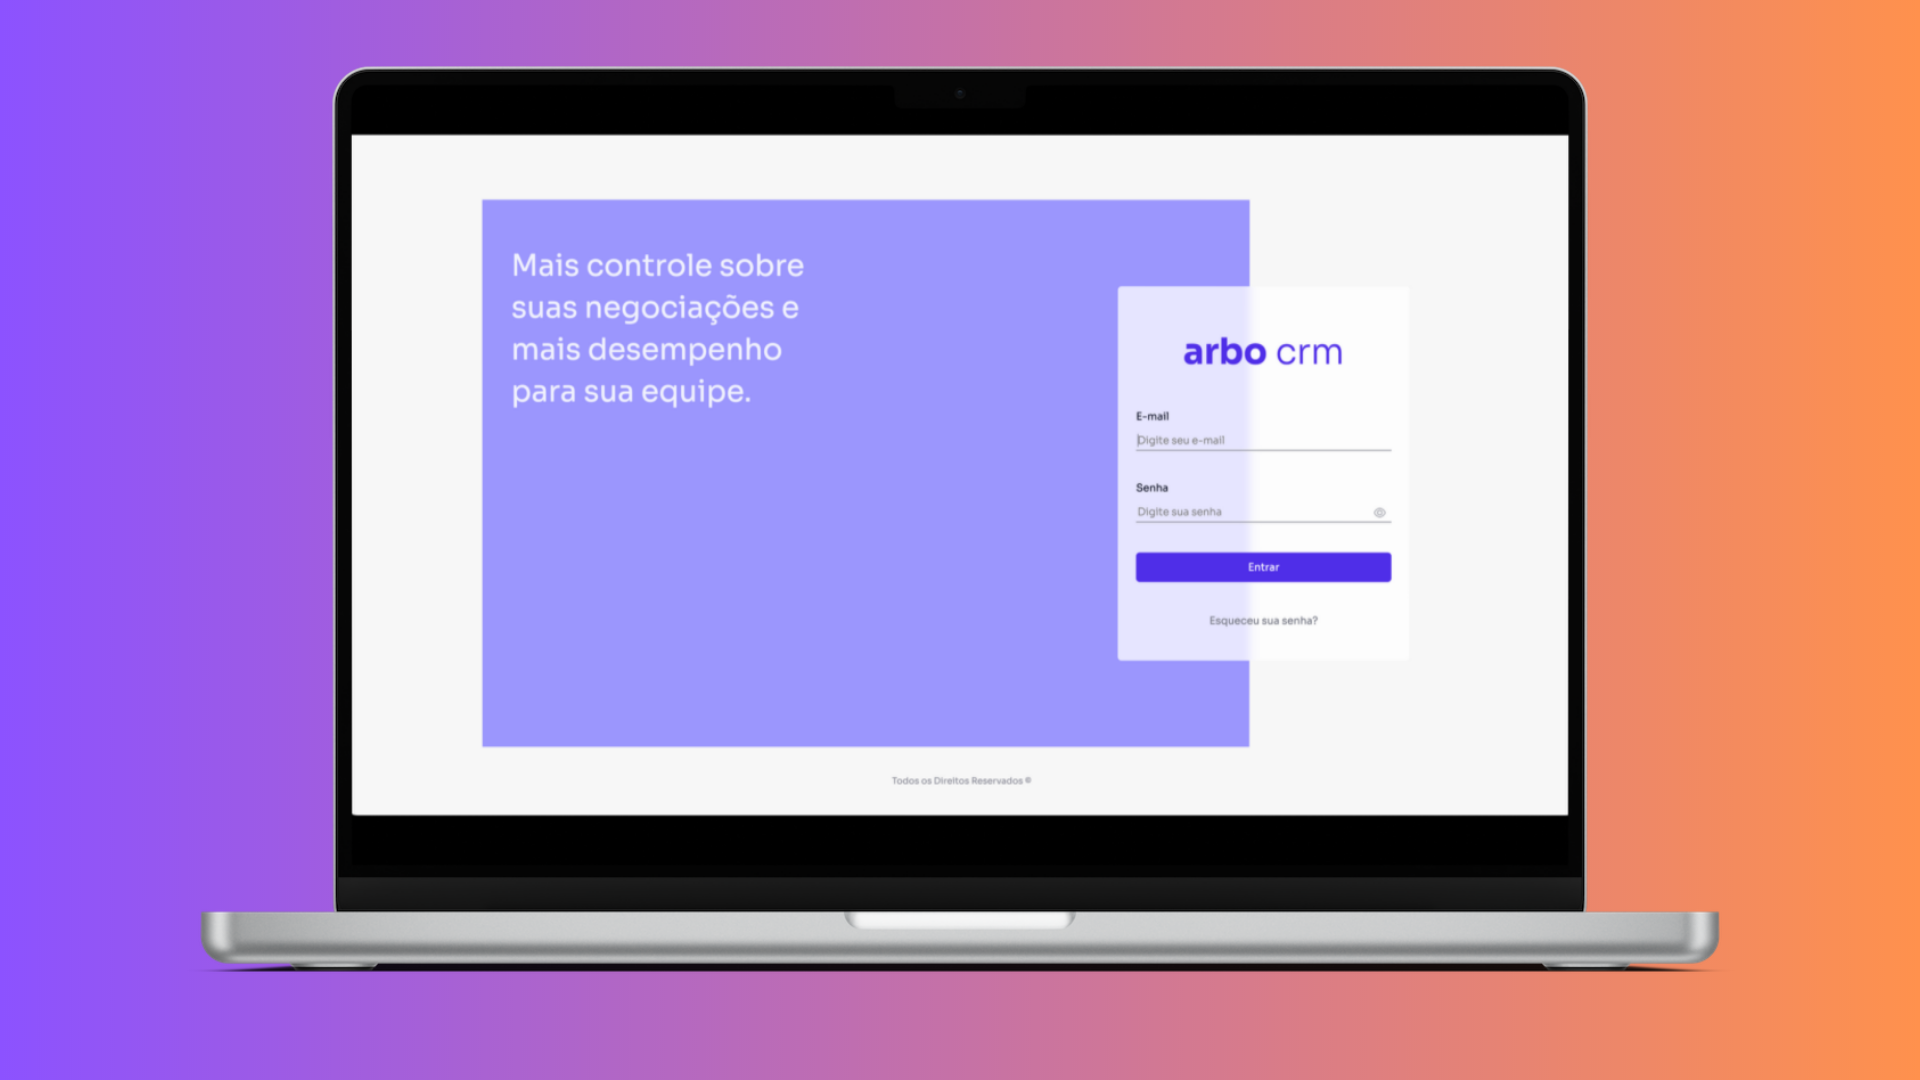 Mais controle sobre
suas negociações e
mais desempenho
para sua equipe.
arbo crm
E-mail
Digite seu e-mail
Senha
Digite sua senha
Entrar
Esqueceu sua senha?
Todos os Direitos Reservados ®